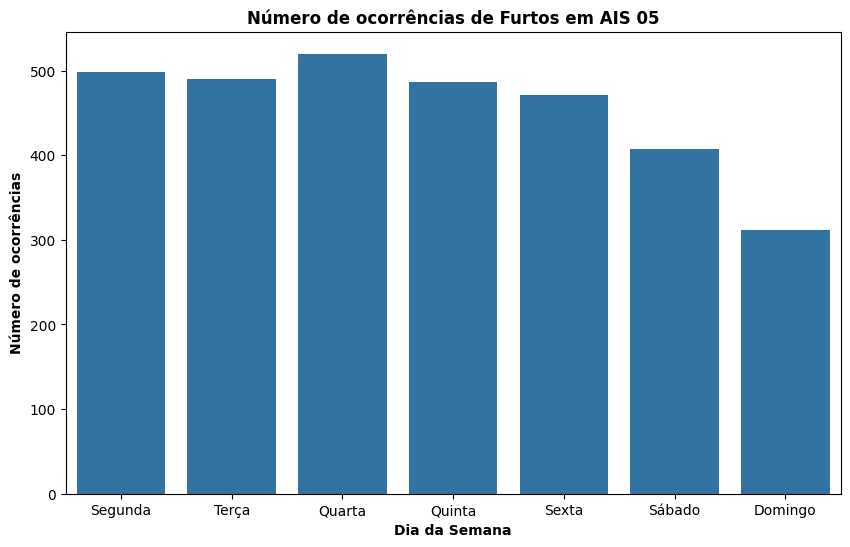 Número de ocorrências de Furtos em AIS 05
Número de ocorrências
500
400
300
200
100
0
Segunda Terça Quarta Quinta Sexta Sábado Domingo
Dia da Semana